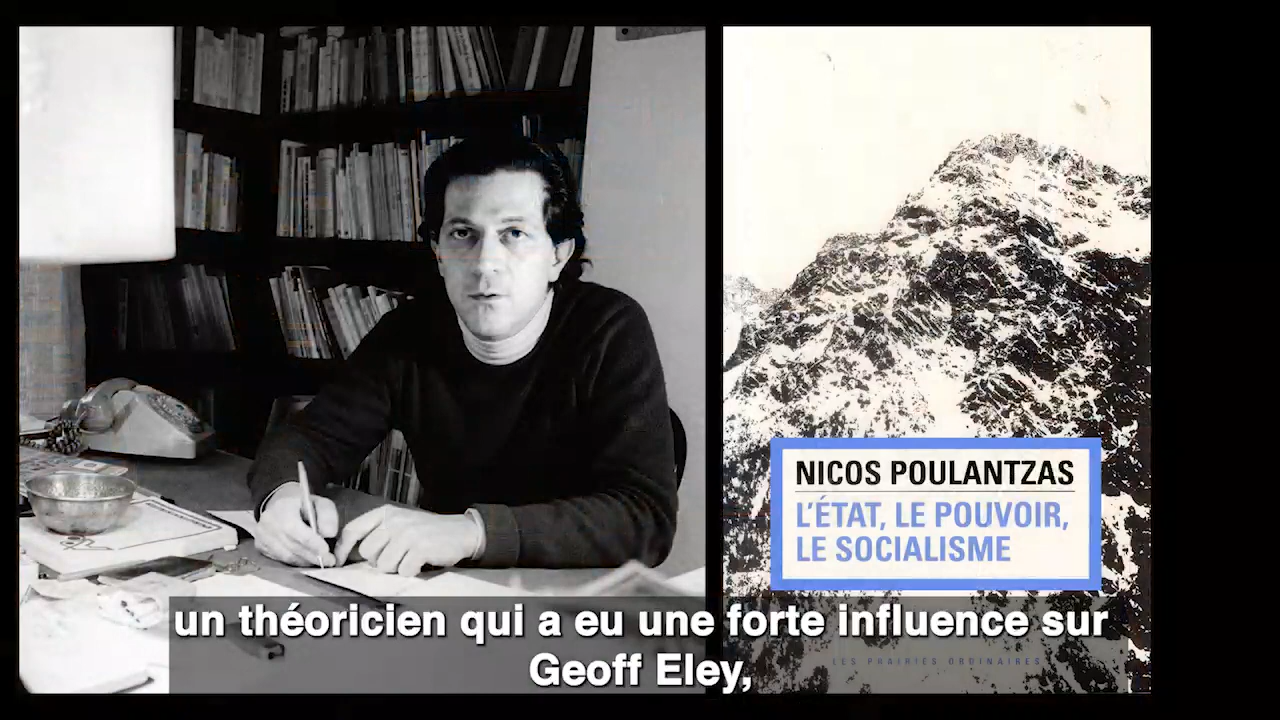 NICOS POULANTZAS
L'ÉTAT, LE POUVOIR,
LE SOCIALISME
un théoricien qui a eu une forte influence sur
Geoff Eley,
LES PRAIRIES ORDINAIRES